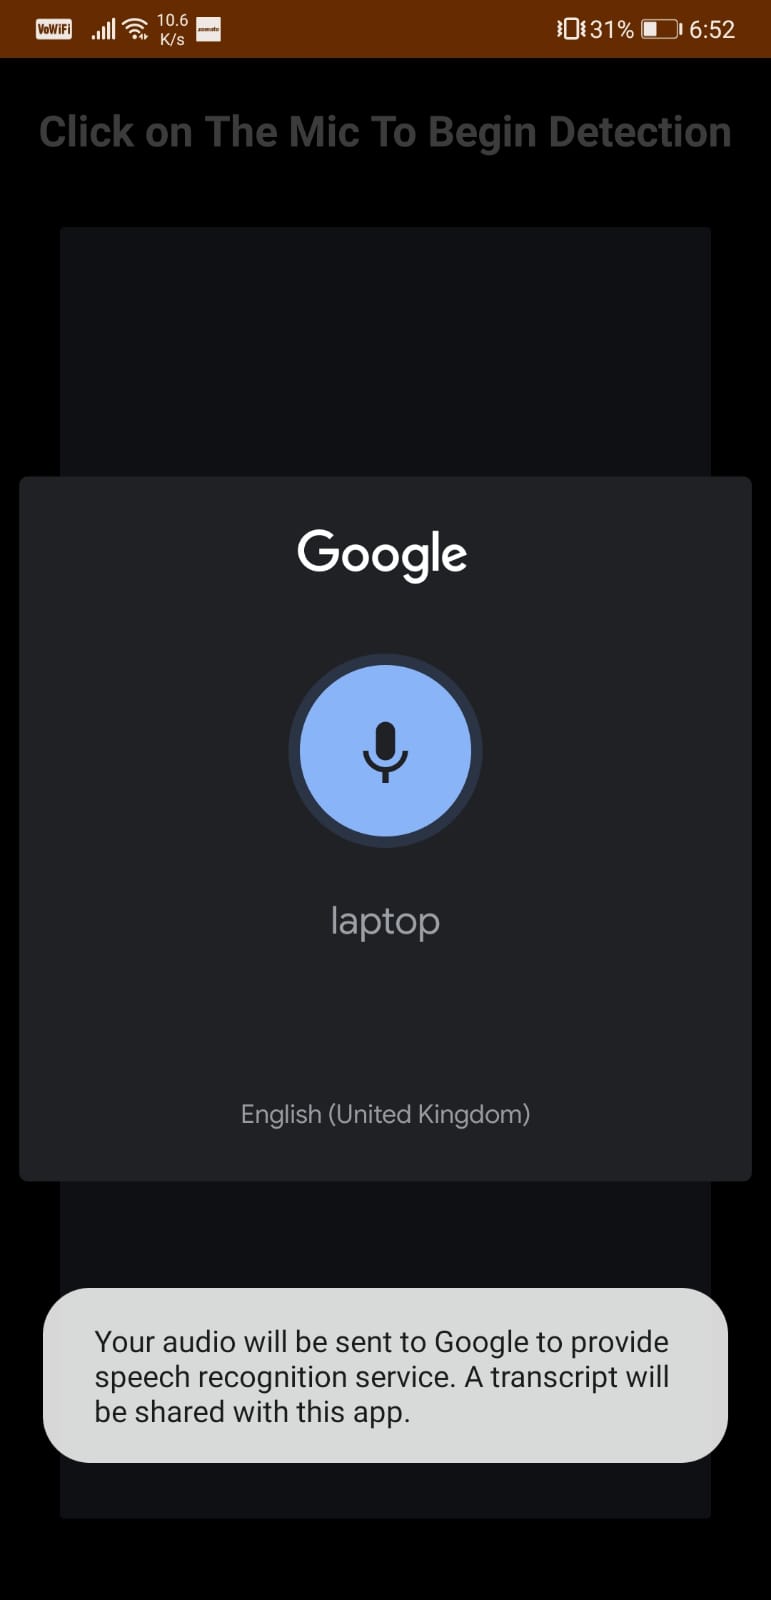 VoWiFi 10.6 K/s zomato 31% 6:52
Click on The Mic To Begin Detection
Google
laptop
English (United Kingdom)
Your audio will be sent to Google to provide
speech recognition service. A transcript will
be shared with this app.